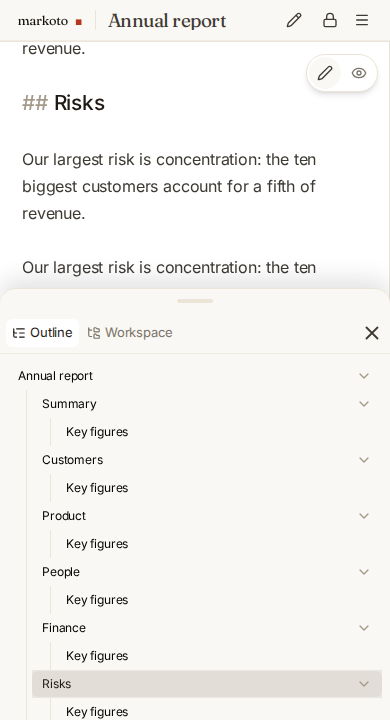 markoto
Annual report
revenue.
## Risks
Our largest risk is concentration: the ten
biggest customers account for a fifth of
revenue.
Our largest risk is concentration: the ten
Outline
Workspace
Annual report
Summary
Key figures
Customers
Key figures
Product
Key figures
People
Key figures
Finance
Key figures
Risks
Key figures